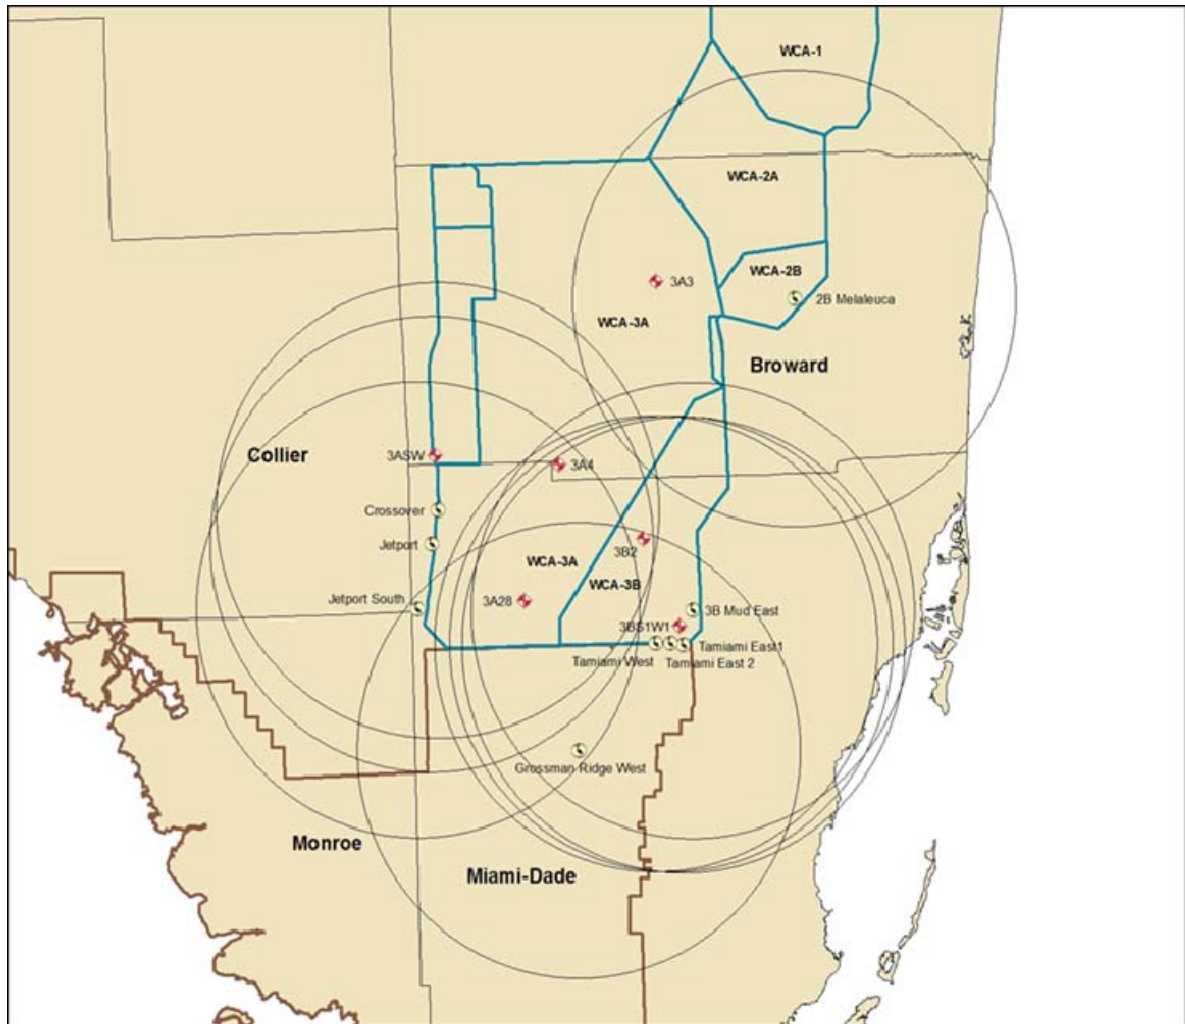 WCA-1
WCA-2A
WCA-2B
3A3
2B Melaleuca
WCA-3A
Broward
Collier
3ASW
3A4
Crossover
3B2
Jetport
WCA-3A
WCA-3B
Jetport South
3A28
3B Mud East
3BS1W1
Tamiami East1
Tamiami West
Tamiami East 2
Grossman Ridge West
Monroe
Miami-Dade